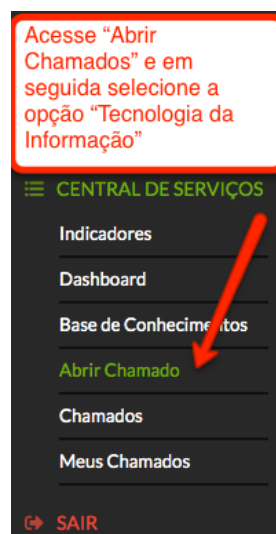 Acesse “Abrir
Chamados” e em
seguida selecione a
opção “Tecnologia da
Informação”
CENTRAL DE SERVIÇOS
Indicadores
Dashboard
Base de Conhecimentos
Abrir Chamado
Chamados
Meus Chamados
SAIR